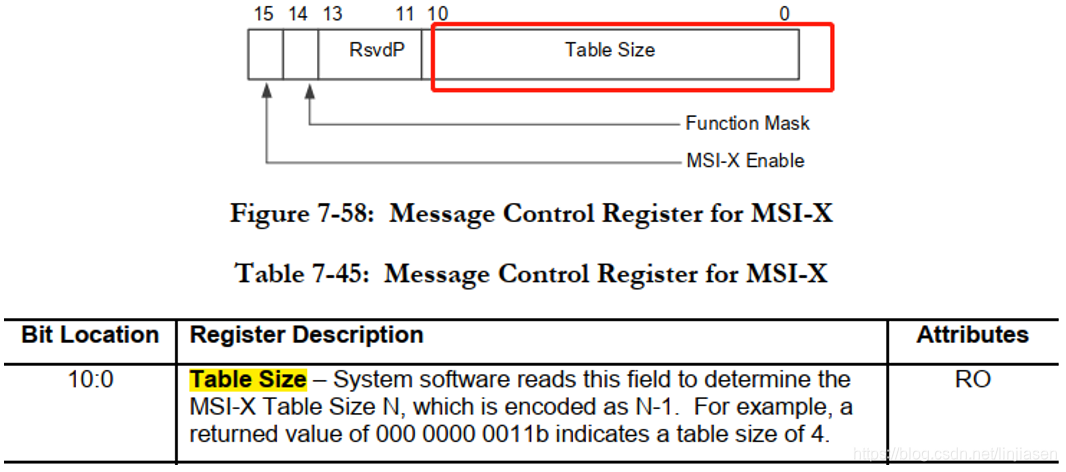 15 14 13 11 10 0
RsvdP Table Size
Function Mask
MSI-X Enable
Figure 7-58: Message Control Register for MSI-X
Table 7-45: Message Control Register for MSI-X
Bit Location Register Description Attributes
10:0 Table Size – System software reads this field to determine the RO
MSI-X Table Size N, which is encoded as N-1. For example, a
returned value of 000 0000 0011b indicates a table size of 4.
https://blog.csdn.net/linjiasen